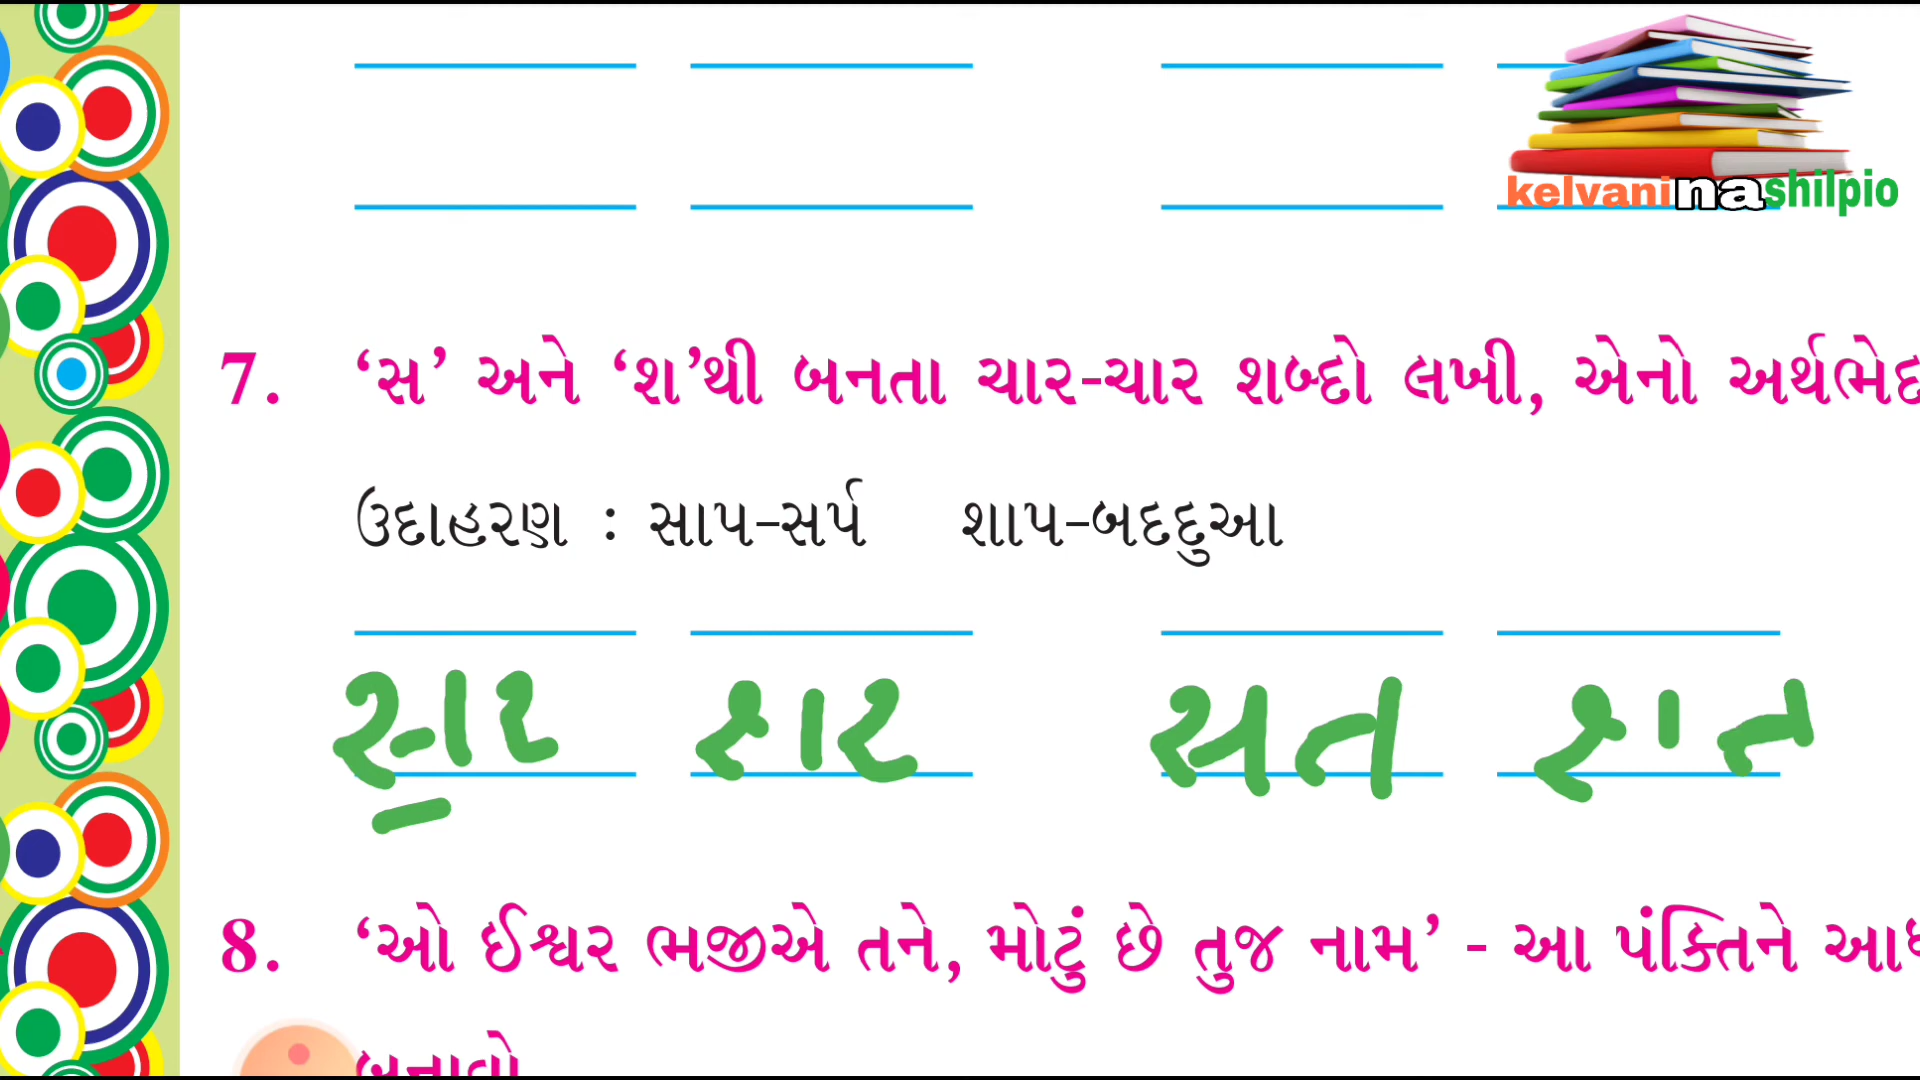 kelvaninashilpio
7. ‘સ’ અને ‘શ’થી બનતા ચાર-ચાર શબ્દો લખી, એનો અર્થભેદ
ઉદાહરણ : સાપ-સર્પ શાપ-બદદુઆ
સાર શાર સત શત
8. ‘ઓ ઈશ્વર ભજીએ તને, મોટું છે તુજ નામ’ - આ પંક્તિને